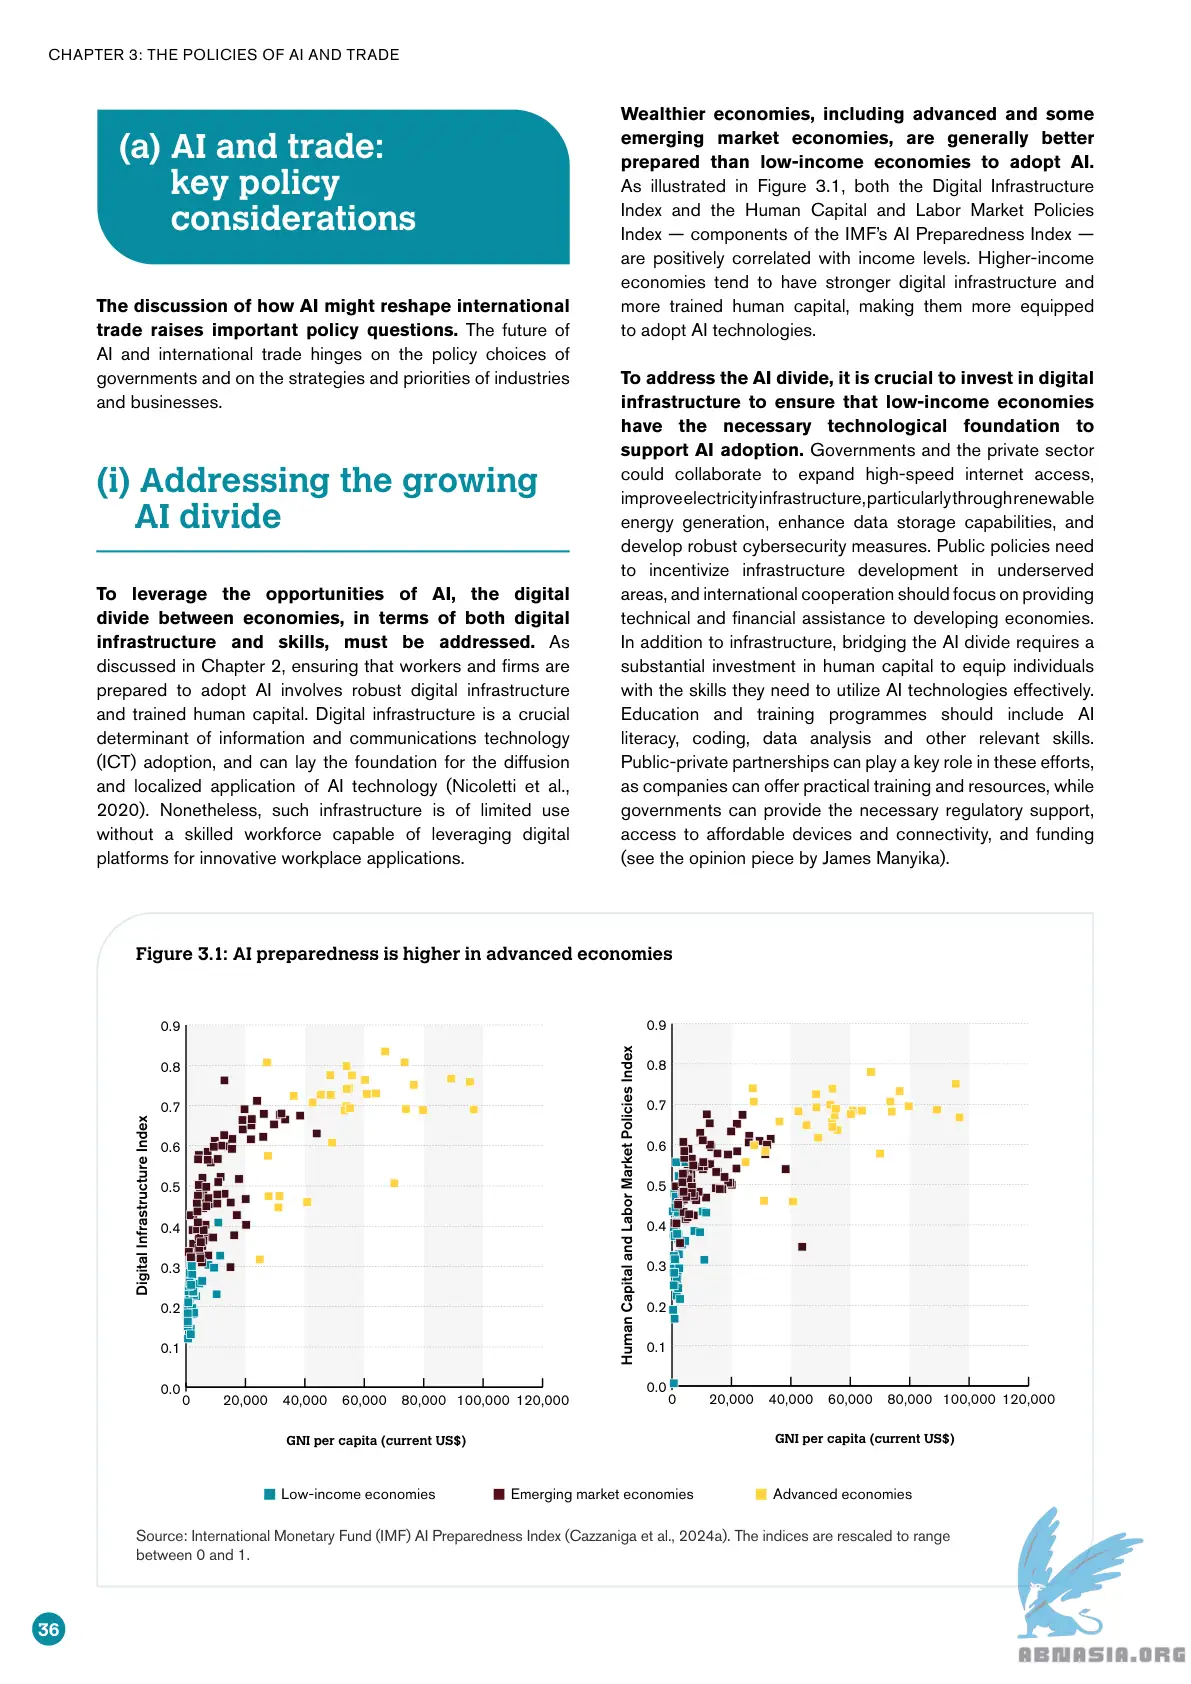 CHAPTER 3: THE POLICIES OF AI AND TRADE
(a) AI and trade:
key policy
considerations
The discussion of how AI might reshape international
trade raises important policy questions. The future of
AI and international trade hinges on the policy choices of
governments and on the strategies and priorities of industries
and businesses.
(i) Addressing the growing
AI divide
To leverage the opportunities of AI, the digital
divide between economies, in terms of both digital
infrastructure and skills, must be addressed. As
discussed in Chapter 2, ensuring that workers and firms are
prepared to adopt AI involves robust digital infrastructure
and trained human capital. Digital infrastructure is a crucial
determinant of information and communications technology
(ICT) adoption, and can lay the foundation for the diffusion
and localized application of AI technology (Nicoletti et al.,
2020). Nonetheless, such infrastructure is of limited use
without a skilled workforce capable of leveraging digital
platforms for innovative workplace applications.
Wealthier economies, including advanced and some
emerging market economies, are generally better
prepared than low-income economies to adopt AI.
As illustrated in Figure 3.1, both the Digital Infrastructure
Index and the Human Capital and Labor Market Policies
Index — components of the IMF's AI Preparedness Index —
are positively correlated with income levels. Higher-income
economies tend to have stronger digital infrastructure and
more trained human capital, making them more equipped
to adopt AI technologies.
To address the AI divide, it is crucial to invest in digital
infrastructure to ensure that low-income economies
have the necessary technological foundation to
support AI adoption. Governments and the private sector
could collaborate to expand high-speed internet access,
improve electricity infrastructure, particularly through renewable
energy generation, enhance data storage capabilities, and
develop robust cybersecurity measures. Public policies need
to incentivize infrastructure development in underserved
areas, and international cooperation should focus on providing
technical and financial assistance to developing economies.
In addition to infrastructure, bridging the AI divide requires a
substantial investment in human capital to equip individuals
with the skills they need to utilize AI technologies effectively.
Education and training programmes should include AI
literacy, coding, data analysis and other relevant skills.
Public-private partnerships can play a key role in these efforts,
as companies can offer practical training and resources, while
governments can provide the necessary regulatory support,
access to affordable devices and connectivity, and funding
(see the opinion piece by James Manyika).
Figure 3.1: AI preparedness is higher in advanced economies
Digital Infrastructure Index
0.9
0.8
0.7
0.6
0.5
0.4
0.3
0.2
0.1
0.0
0 20,000 40,000 60,000 80,000 100,000 120,000
GNI per capita (current US$)
Human Capital and Labor Market Policies Index
0.9
0.8
0.7
0.6
0.5
0.4
0.3
0.2
0.1
0.0
0 20,000 40,000 60,000 80,000 100,000 120,000
GNI per capita (current US$)
Low-income economies Emerging market economies Advanced economies
Source: International Monetary Fund (IMF) AI Preparedness Index (Cazzaniga et al., 2024a). The indices are rescaled to range
between 0 and 1.
36
ABNASIA.ORG